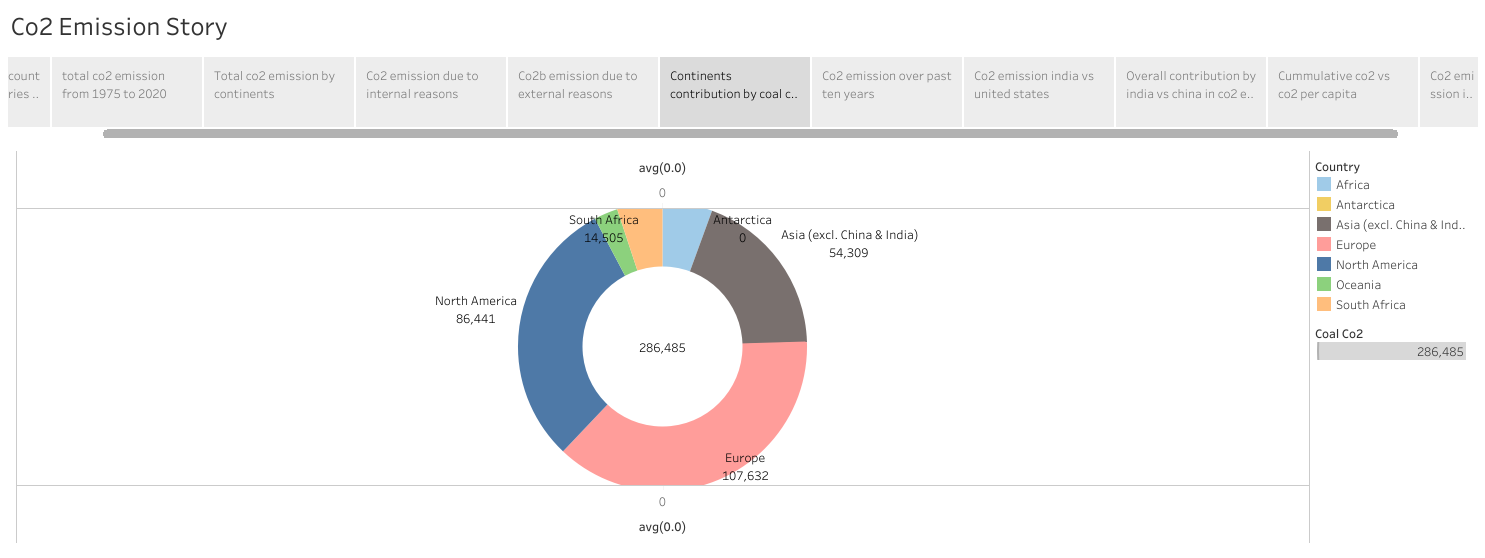 Co2 Emission Story
count
ries ..
total co2 emission
from 1975 to 2020
Total co2 emission by
continents
Co2 emission due to
internal reasons
Co2b emission due to
external reasons
Continents
contribution by coal c..
Co2 emission over past
ten years
Co2 emission india vs
united states
Overall contribution by
india vs china in co2 e..
Cummulative co2 vs
co2 per capita
Co2 emi
ssion i..
avg(0.0)
0
South Africa
14,505
Antarctica
0
Asia (excl. China & India)
54,309
North America
86,441
286,485
Europe
107,632
0
avg(0.0)
Country
Africa
Antarctica
Asia (excl. China & Ind..
Europe
North America
Oceania
South Africa
Coal Co2
286,485